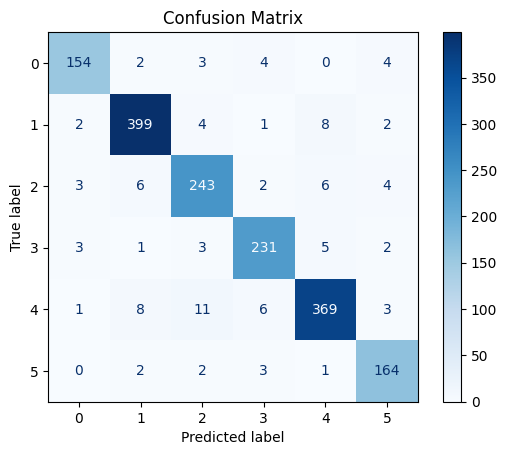 Confusion Matrix
0 154 2 3 4 0 4
1 2 399 4 1 8 2
2 3 6 243 2 6 4
3 3 1 3 231 5 2
4 1 8 11 6 369 3
5 0 2 2 3 1 164
0 1 2 3 4 5
Predicted label
True label
350
300
250
200
150
100
50
0